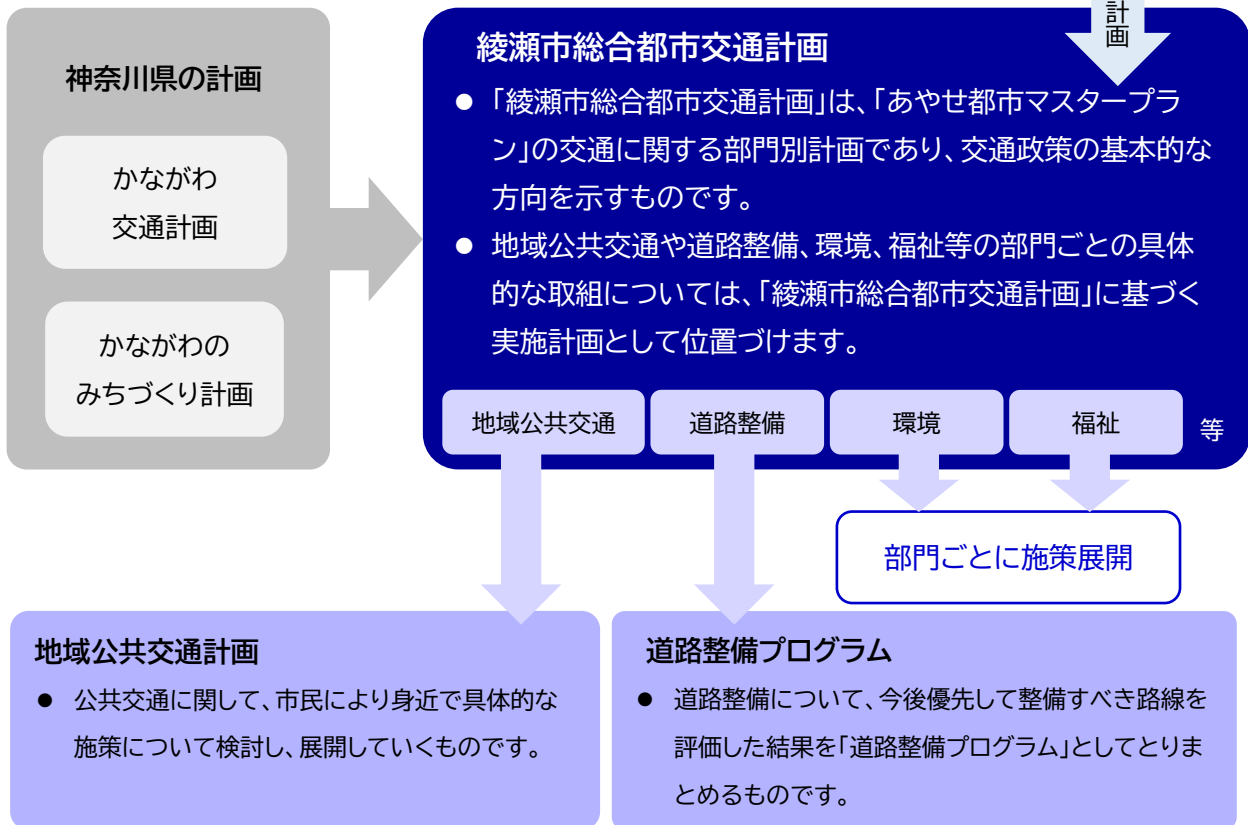 計画
神奈川県の計画
かながわ
交通計画
かながわの
みちづくり計画
綾瀬市総合都市交通計画
● 「綾瀬市総合都市交通計画」は、「あやせ都市マスタープラ
ン」の交通に関する部門別計画であり、交通政策の基本的な
方向を示すものです。
● 地域公共交通や道路整備、環境、福祉等の部門ごとの具体
的な取組については、「綾瀬市総合都市交通計画」に基づく
実施計画として位置づけます。
地域公共交通
道路整備
環境
福祉
等
部門ごとに施策展開
地域公共交通計画
● 公共交通に関して、市民により身近で具体的な
施策について検討し、展開していくものです。
道路整備プログラム
● 道路整備について、今後優先して整備すべき路線を
評価した結果を「道路整備プログラム」としてとりま
とめるものです。